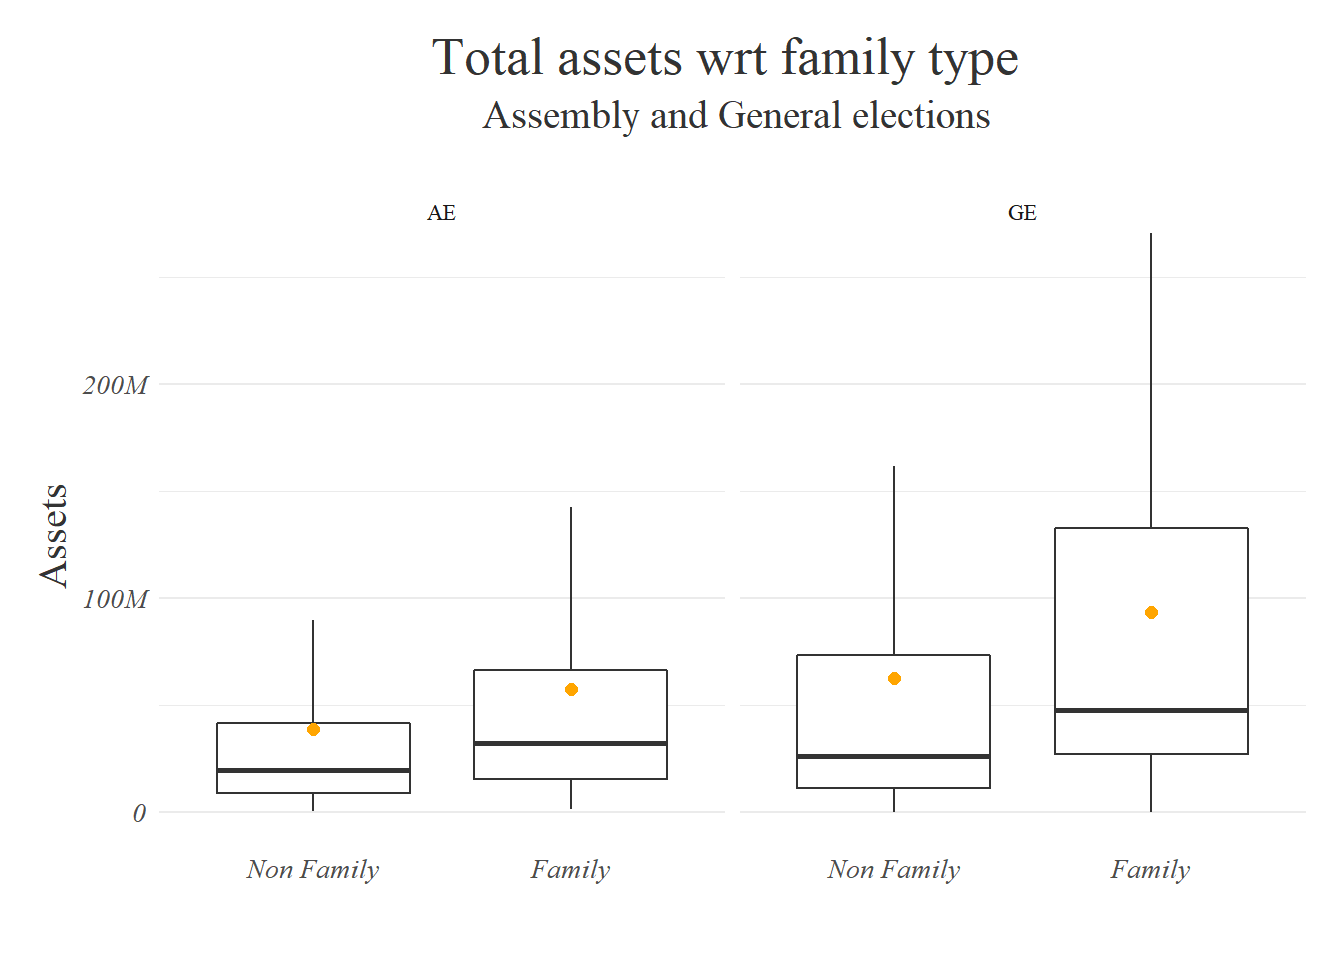 Total assets wrt family type
Assembly and General elections
AE
GE
200M
100M
0
Assets
Non Family
Family
Non Family
Family